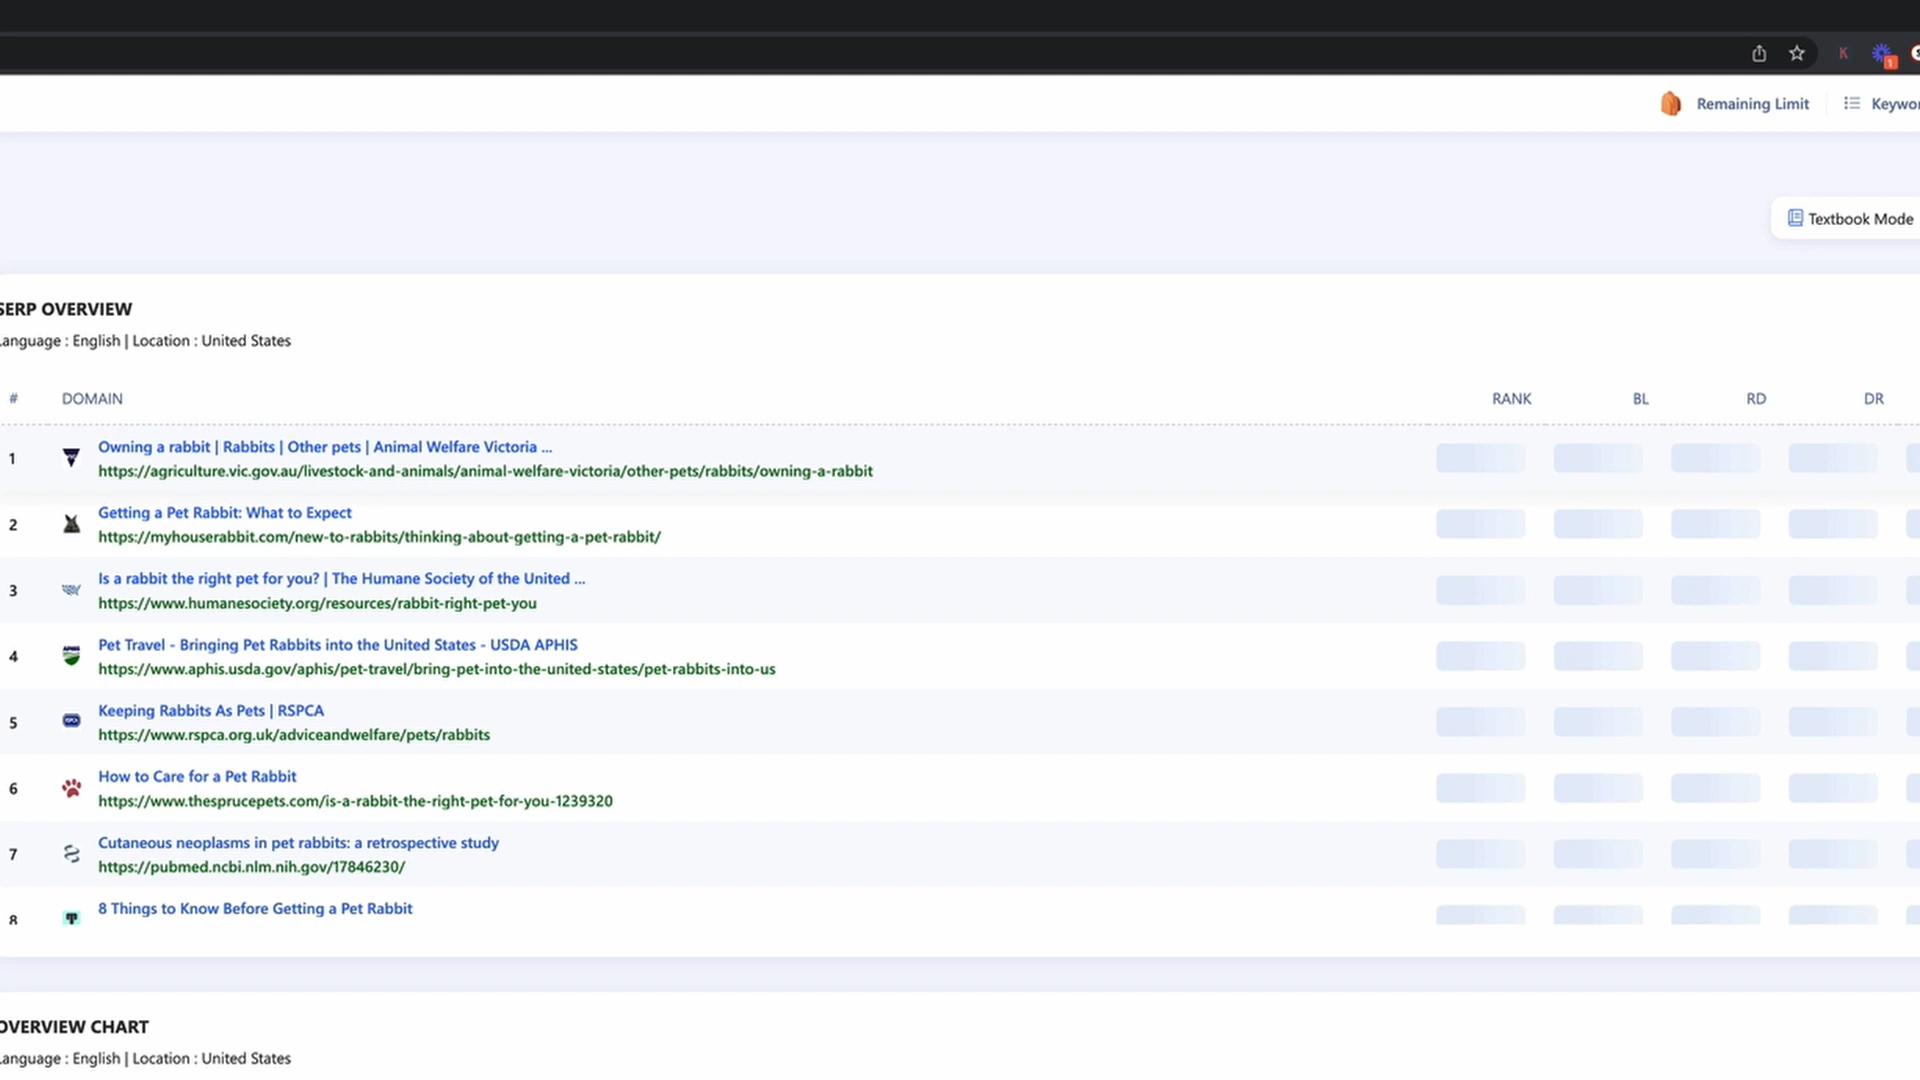 K
1
Remaining Limit
Textbook Mode
SERP OVERVIEW
Language : English | Location : United States
# DOMAIN RANK BL RD DR
1 Owning a rabbit | Rabbits | Other pets | Animal Welfare Victoria ...
https://agriculture.vic.gov.au/livestock-and-animals/animal-welfare-victoria/other-pets/rabbits/owning-a-rabbit
2 Getting a Pet Rabbit: What to Expect
https://myhouserabbit.com/new-to-rabbits/thinking-about-getting-a-pet-rabbit/
3 Is a rabbit the right pet for you? | The Humane Society of the United ...
https://www.humanesociety.org/resources/rabbit-right-pet-you
4 Pet Travel - Bringing Pet Rabbits into the United States - USDA APHIS
https://www.aphis.usda.gov/aphis/pet-travel/bring-pet-into-the-united-states/pet-rabbits-into-us
5 Keeping Rabbits As Pets | RSPCA
https://www.rspca.org.uk/adviceandwelfare/pets/rabbits
6 How to Care for a Pet Rabbit
https://www.thesprucepets.com/is-a-rabbit-the-right-pet-for-you-1239320
7 Cutaneous neoplasms in pet rabbits: a retrospective study
https://pubmed.ncbi.nlm.nih.gov/17846230/
8 8 Things to Know Before Getting a Pet Rabbit
OVERVIEW CHART
Language : English | Location : United States